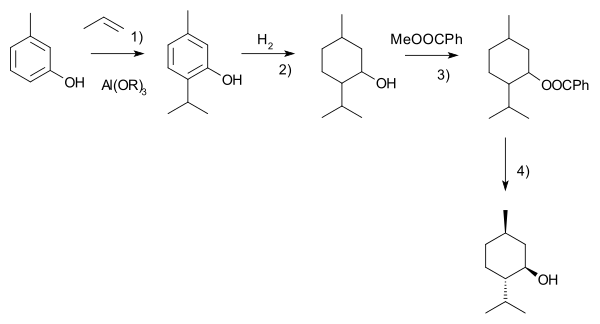 1)
OH
Al(OR)3
OH
H2
2)
OH
MeOOCPh
3)
OOCPh
4)
OH